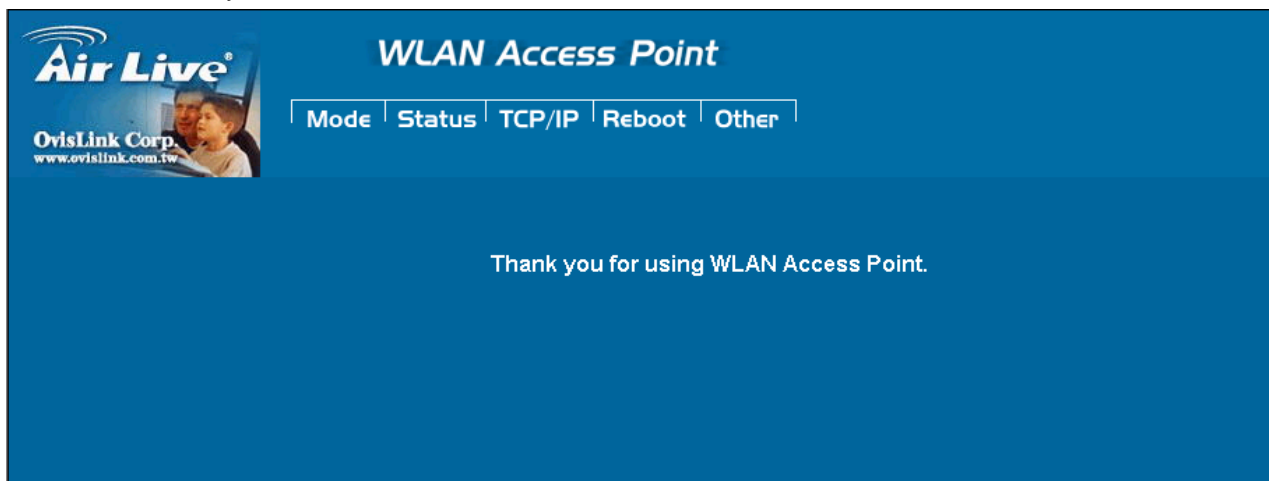 Air Live®
OvisLink Corp.
www.ovislink.com.tw
WLAN Access Point
Mode Status TCP/IP Reboot Other
Thank you for using WLAN Access Point.